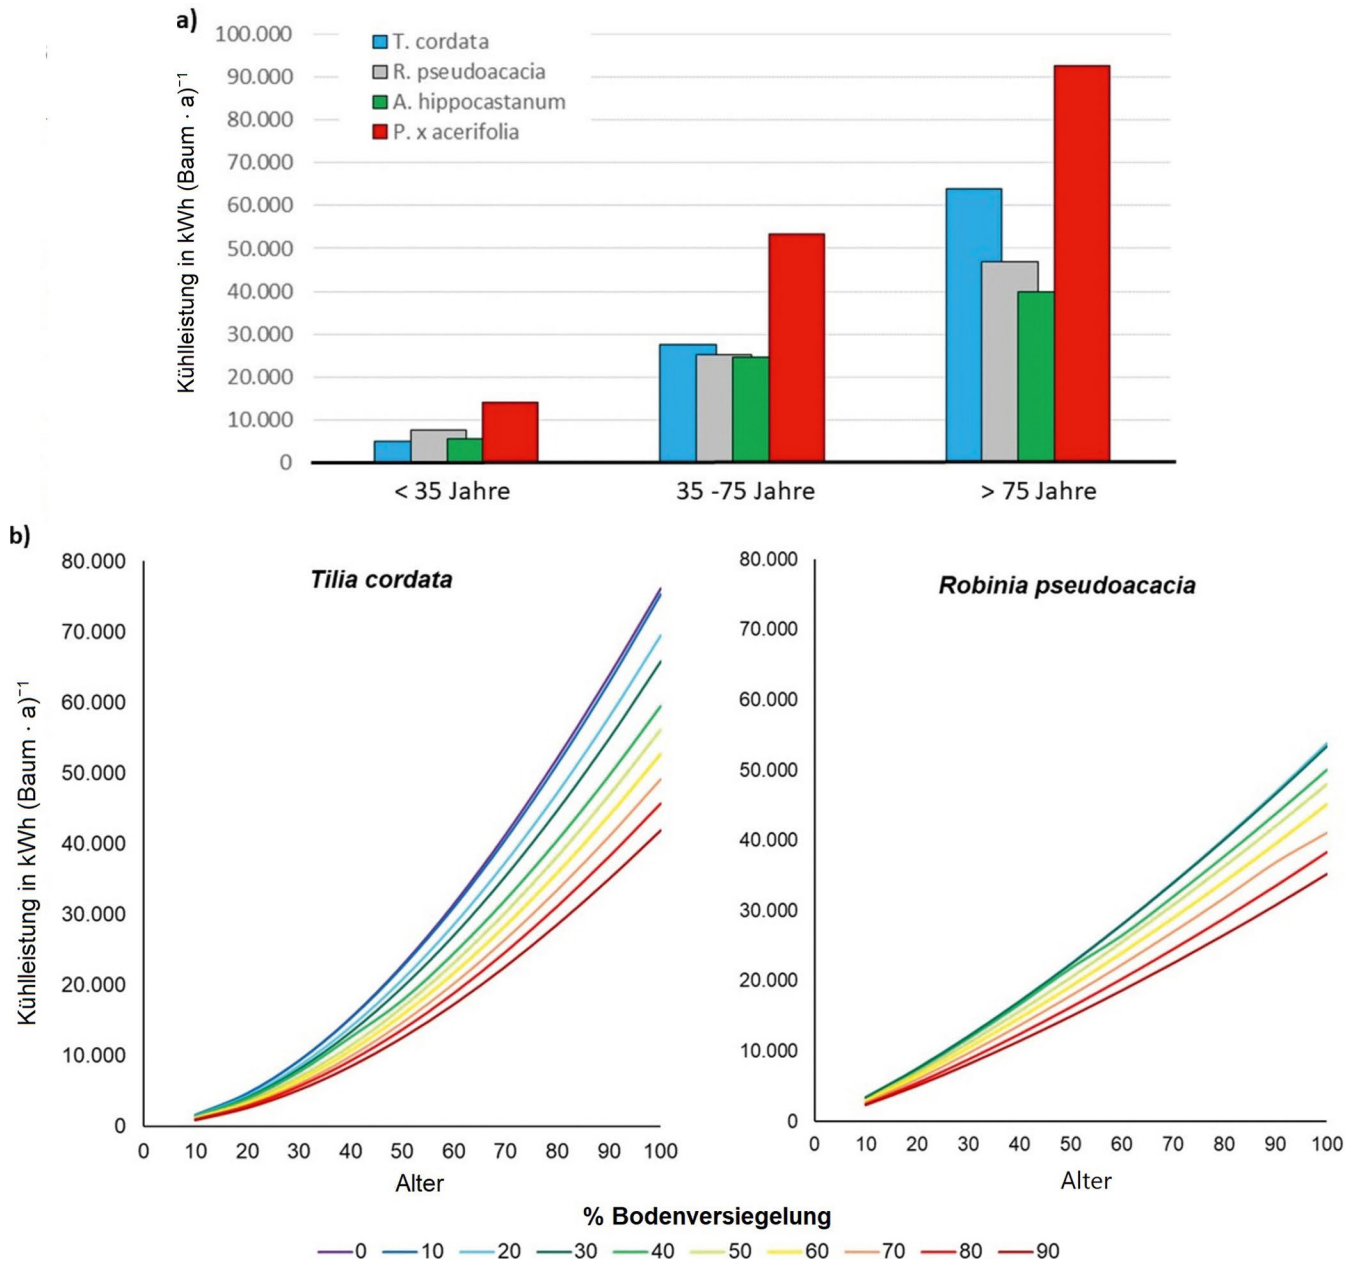 a)
Kühlleistung in kWh (Baum · a)⁻¹
100.000
90.000
80.000
70.000
60.000
50.000
40.000
30.000
20.000
10.000
0
T. cordata
R. pseudoacacia
A. hippocastanum
P. x acerifolia
< 35 Jahre
35 -75 Jahre
> 75 Jahre
b)
Kühlleistung in kWh (Baum · a)⁻¹
Tilia cordata
80.000
70.000
60.000
50.000
40.000
30.000
20.000
10.000
0
0 10 20 30 40 50 60 70 80 90 100
Alter
Robinia pseudoacacia
80.000
70.000
60.000
50.000
40.000
30.000
20.000
10.000
0
0 10 20 30 40 50 60 70 80 90 100
Alter
% Bodenversiegelung
0 10 20 30 40 50 60 70 80 90